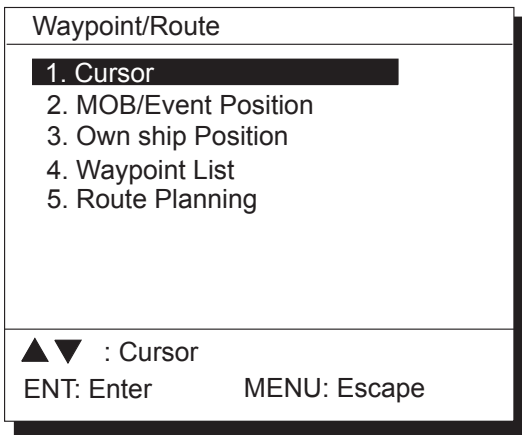 Waypoint/Route
1. Cursor
2. MOB/Event Position
3. Own ship Position
4. Waypoint List
5. Route Planning
▲▼ : Cursor
ENT: Enter MENU: Escape